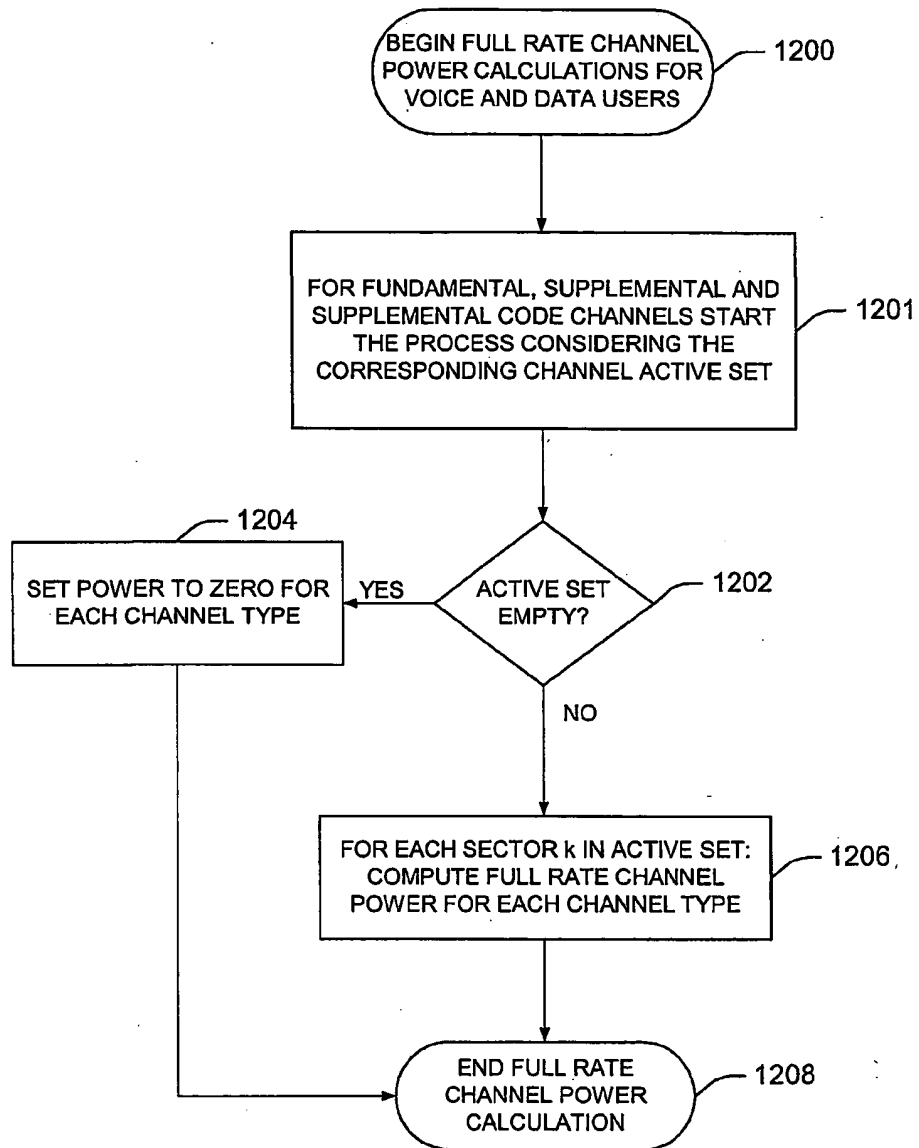 BEGIN FULL RATE CHANNEL
POWER CALCULATIONS FOR
VOICE AND DATA USERS
1200
FOR FUNDAMENTAL, SUPPLEMENTAL AND
SUPPLEMENTAL CODE CHANNELS START
THE PROCESS CONSIDERING THE
CORRESPONDING CHANNEL ACTIVE SET
1201
ACTIVE SET
EMPTY?
1202
YES
1204
SET POWER TO ZERO FOR
EACH CHANNEL TYPE
NO
FOR EACH SECTOR k IN ACTIVE SET:
COMPUTE FULL RATE CHANNEL
POWER FOR EACH CHANNEL TYPE
1206
END FULL RATE
CHANNEL POWER
CALCULATION
1208